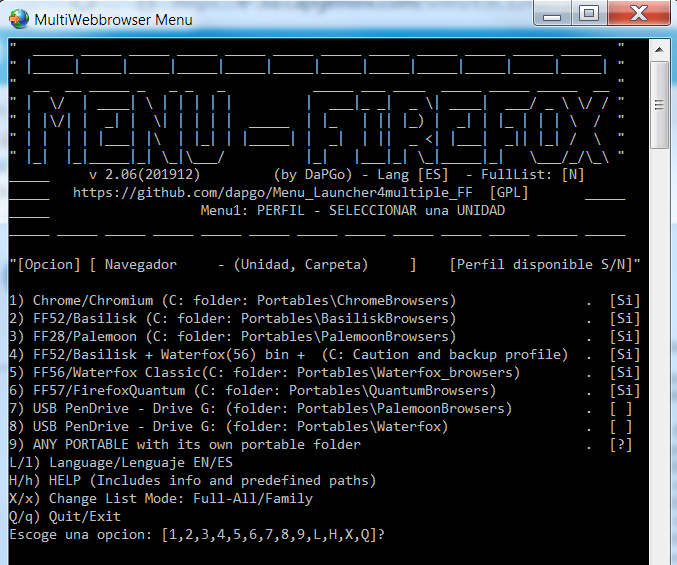 MultiWebbrowser Menu
MENU - FIREFOX
v 2.06(201912) (by DaPGo) - Lang [ES] - FullList: [N]
https://github.com/dapgo/Menu_Launcher4multiple_FF [GPL]
Menu1: PERFIL - SELECCIONAR una UNIDAD
"[Opcion] [ Navegador - (Unidad, Carpeta) ] [Perfil disponible S/N]"
1) Chrome/Chromium (C: folder: Portables\ChromeBrowsers) . [Si]
2) FF52/Basilisk (C: folder: Portables\BasiliskBrowsers) . [Si]
3) FF28/Palemoon (C: folder: Portables\PalemoonBrowsers) . [Si]
4) FF52/Basilisk + Waterfox(56) bin + (C: Caution and backup profile) . [Si]
5) FF56/Waterfox Classic(C: folder: Portables\Waterfox_browsers) . [Si]
6) FF57/FirefoxQuantum (C: folder: Portables\QuantumBrowsers) . [Si]
7) USB PenDrive - Drive G: (folder: Portables\PalemoonBrowsers) . [ ]
8) USB PenDrive - Drive G: (folder: Portables\Waterfox) . [ ]
9) ANY PORTABLE with its own portable folder . [?]
L/l) Language/Lenguaje EN/ES
H/h) HELP (Includes info and predefined paths)
X/x) Change List Mode: Full-All/Family
Q/q) Quit/Exit
Escoge una opcion: [1,2,3,4,5,6,7,8,9,L,H,X,Q]?